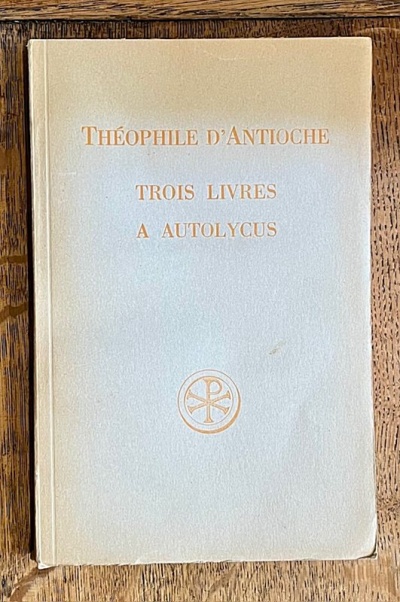 THÉOPHILE D'ANTIOCHE
TROIS LIVRES
A AUTOLYCUS